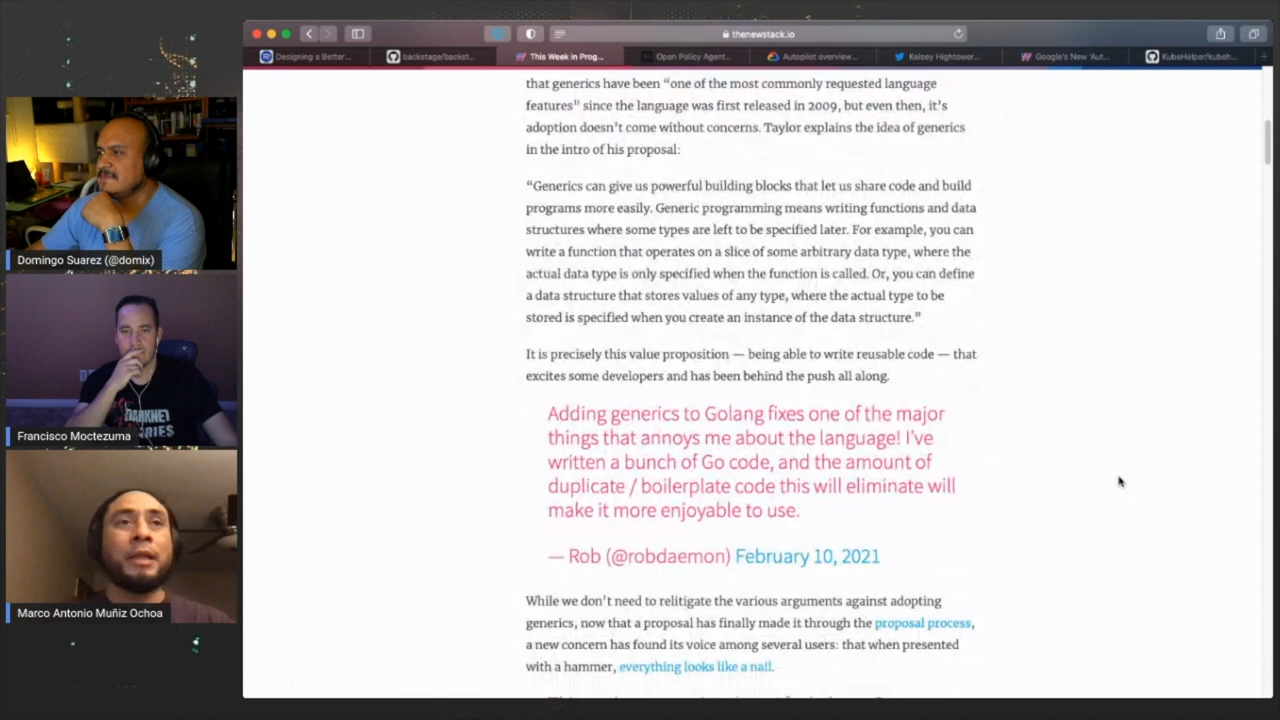 thenewstack.io
Designing a Better...
backstage/backst...
This Week in Prog...
Open Policy Agent...
Autopilot overview...
Kelsey Hightower...
Google's New 'Aut...
KubeHelper/kubeh...
that generics have been “one of the most commonly requested language
features” since the language was first released in 2009, but even then, it’s
adoption doesn’t come without concerns. Taylor explains the idea of generics
in the intro of his proposal:
“Generics can give us powerful building blocks that let us share code and build
programs more easily. Generic programming means writing functions and data
structures where some types are left to be specified later. For example, you can
write a function that operates on a slice of some arbitrary data type, where the
actual data type is only specified when the function is called. Or, you can define
a data structure that stores values of any type, where the actual type to be
stored is specified when you create an instance of the data structure.”
It is precisely this value proposition — being able to write reusable code — that
excites some developers and has been behind the push all along.
Adding generics to Golang fixes one of the major
things that annoys me about the language! I’ve
written a bunch of Go code, and the amount of
duplicate / boilerplate code this will eliminate will
make it more enjoyable to use.
— Rob (@robdaemon) February 10, 2021
While we don’t need to relitigate the various arguments against adopting
generics, now that a proposal has finally made it through the proposal process,
a new concern has found its voice among several users: that when presented
with a hammer, everything looks like a nail.
Domingo Suarez (@domix)
DARKNET
Francisco Moctezuma
Marco Antonio Muñiz Ochoa